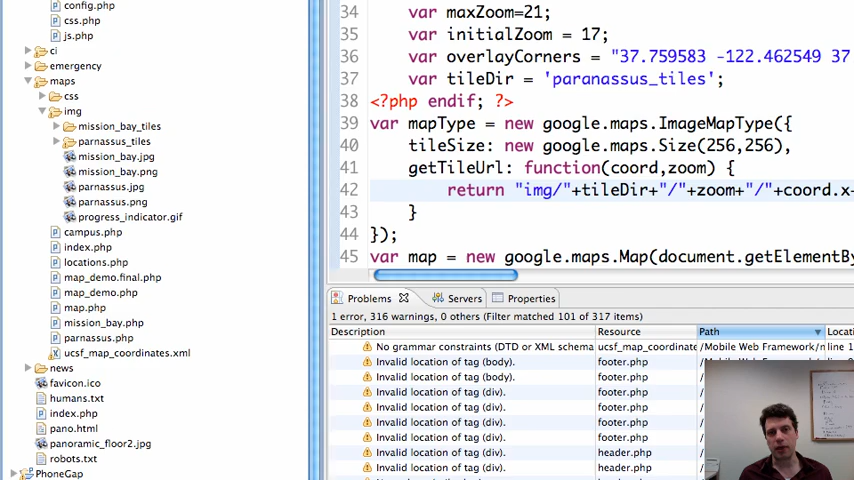 config.php
css.php
js.php
ci
emergency
maps
css
img
mission_bay_tiles
parnassus_tiles
mission_bay.jpg
mission_bay.png
parnassus.jpg
parnassus.png
progress_indicator.gif
campus.php
index.php
locations.php
map_demo.final.php
map_demo.php
map.php
mission_bay.php
parnassus.php
ucsf_map_coordinates.xml
news
favicon.ico
humans.txt
index.php
pano.html
panoramic_floor2.jpg
robots.txt
PhoneGap
34 var maxZoom=21;
35 var initialZoom = 17;
36 var overlayCorners = "37.759583 -122.462549 37
37 var tileDir = 'paranassus_tiles';
38 <?php endif; ?>
39 var mapType = new google.maps.ImageMapType({
40 tileSize: new google.maps.Size(256,256),
41 getTileUrl: function(coord,zoom) {
42 return "img/"+tileDir+"/"+zoom+"/"+coord.x+
43 }
44 });
45 var map = new google.maps.Map(document.getElementBy
Problems Servers Properties
1 error, 316 warnings, 0 others (Filter matched 101 of 317 items)
Description Resource Path Locati
No grammar constraints (DTD or XML schema ucsf_map_coordinate /Mobile Web Framework/n line 1
Invalid location of tag (body). footer.php
Invalid location of tag (body). footer.php
Invalid location of tag (div). footer.php
Invalid location of tag (div). footer.php
Invalid location of tag (div). footer.php
Invalid location of tag (div). footer.php
Invalid location of tag (div). header.php
Invalid location of tag (div). header.php